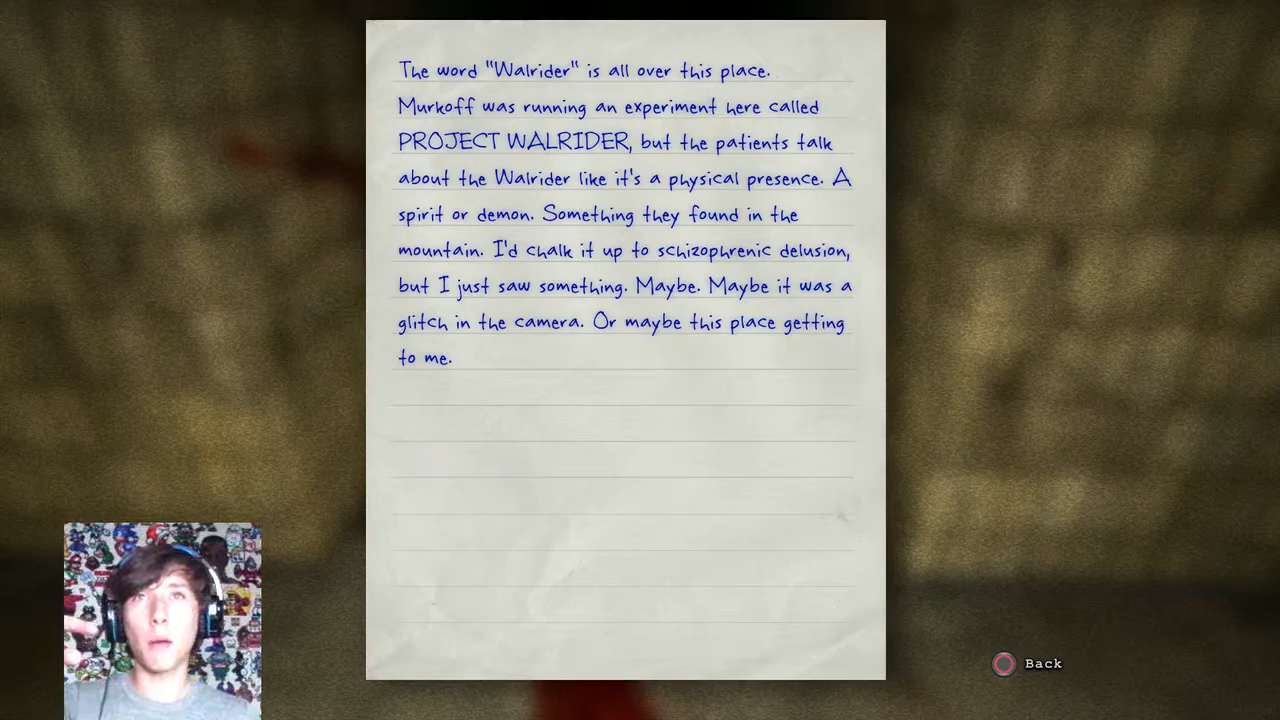 The word "Walrider" is all over this place.
Murkoff was running an experiment here called
PROJECT WALRIDER, but the patients talk
about the Walrider like it's a physical presence. A
spirit or demon. Something they found in the
mountain. I'd chalk it up to schizophrenic delusion,
but I just saw something. Maybe. Maybe it was a
glitch in the camera. Or maybe this place getting
to me.
Back